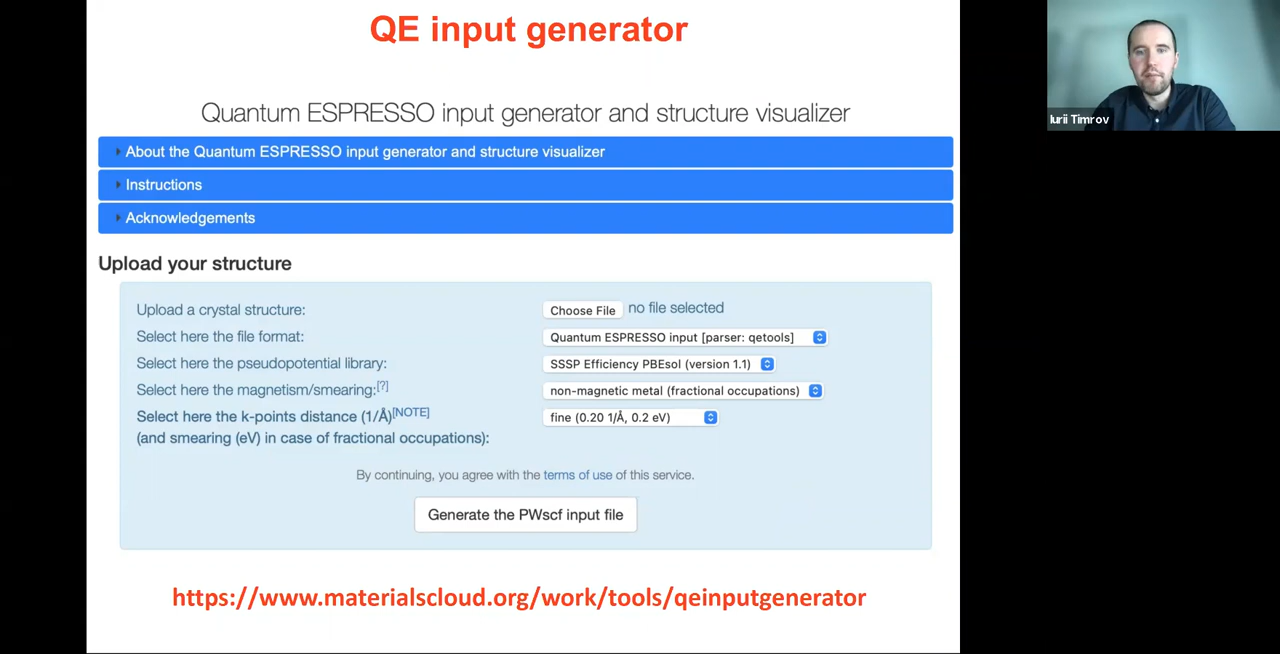 QE input generator
Iurii Timrov
Quantum ESPRESSO input generator and structure visualizer
About the Quantum ESPRESSO input generator and structure visualizer
Instructions
Acknowledgements
Upload your structure
Upload a crystal structure: Choose File no file selected
Select here the file format: Quantum ESPRESSO input [parser: qetools]
Select here the pseudopotential library: SSSP Efficiency PBEsol (version 1.1)
Select here the magnetism/smearing:[?] non-magnetic metal (fractional occupations)
Select here the k-points distance (1/Å)[NOTE] fine (0.20 1/Å, 0.2 eV)
(and smearing (eV) in case of fractional occupations):
By continuing, you agree with the terms of use of this service.
Generate the PWscf input file
https://www.materialscloud.org/work/tools/qeinputgenerator